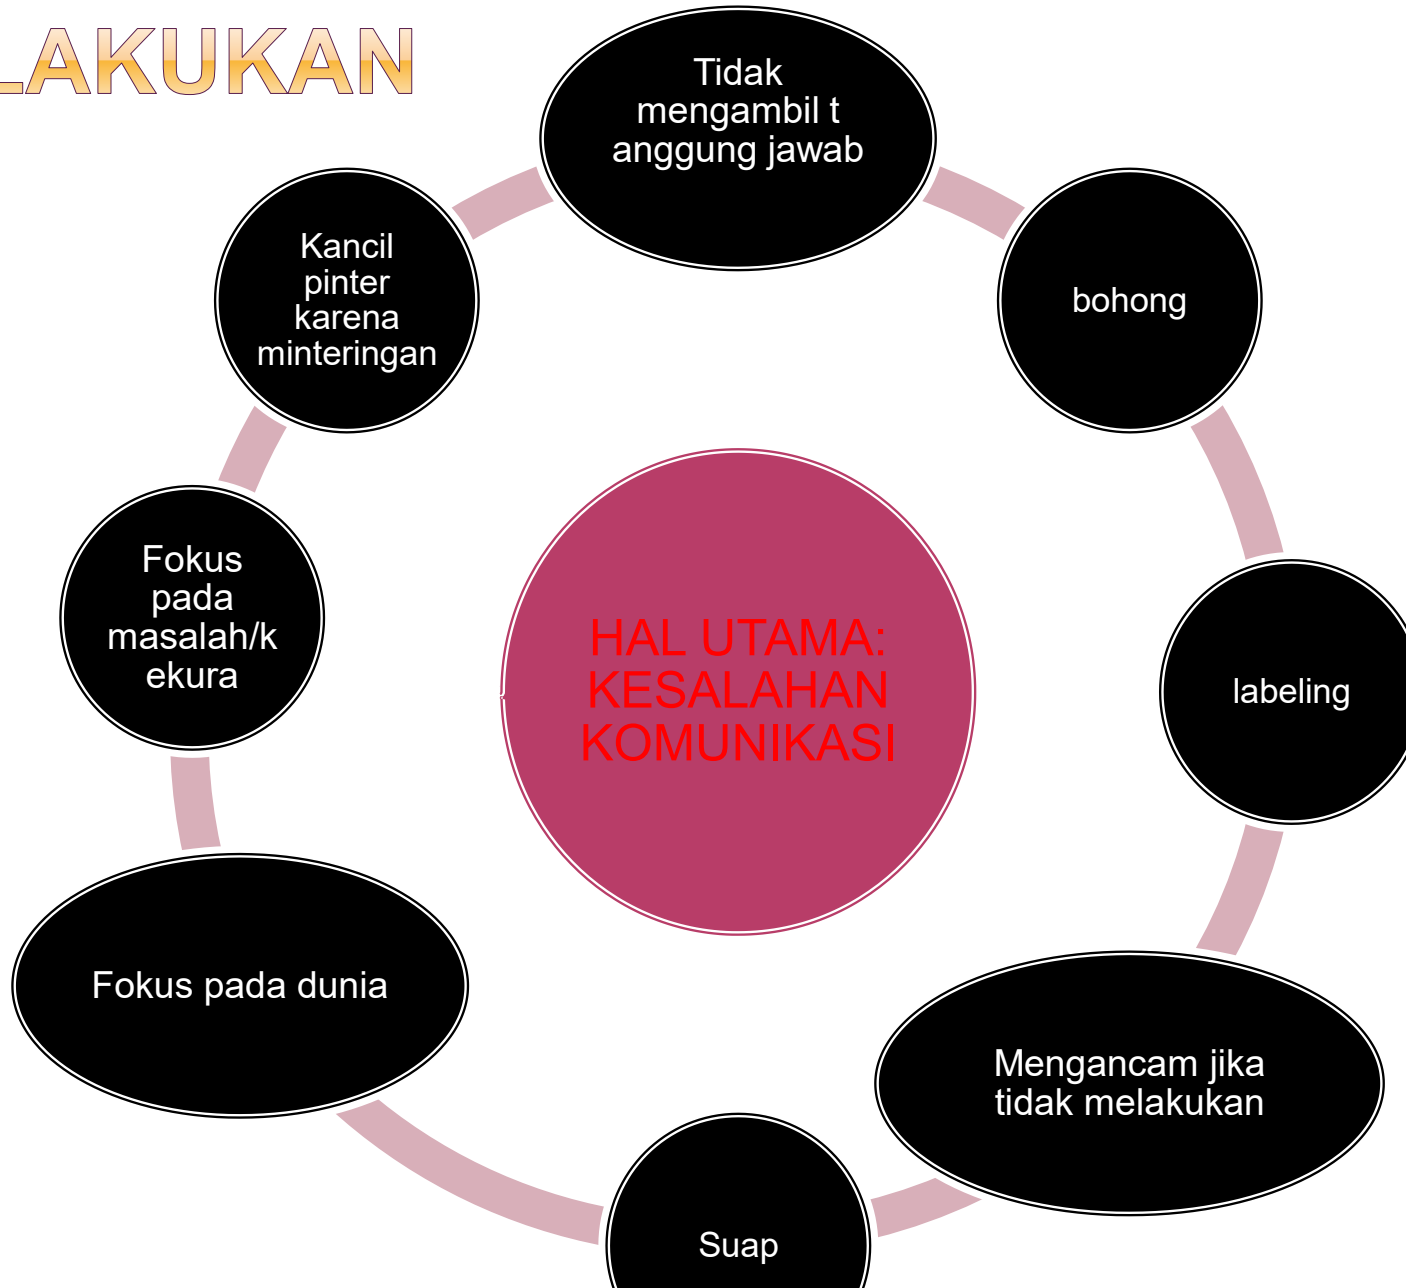 LAKUKAN
Tidak
mengambil t
anggung jawab
bohong
labeling
Mengancam jika
tidak melakukan
Suap
Fokus pada dunia
Fokus
pada
masalah/k
ekura
Kancil
pinter
karena
minteringan
HAL UTAMA:
KESALAHAN
KOMUNIKASI